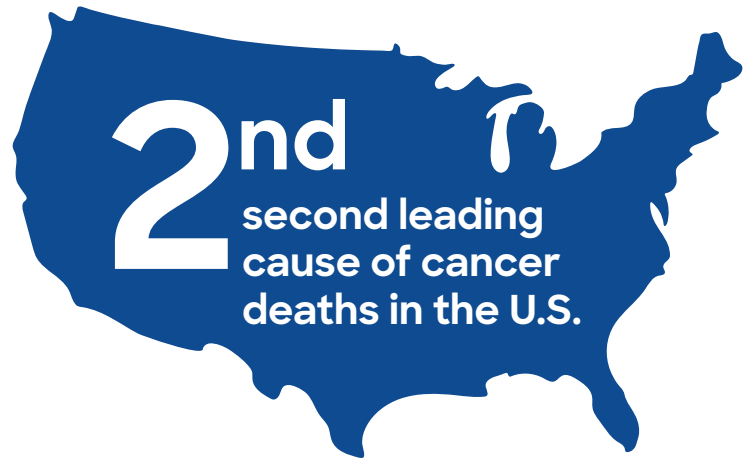 2nd
second leading
cause of cancer
deaths in the U.S.